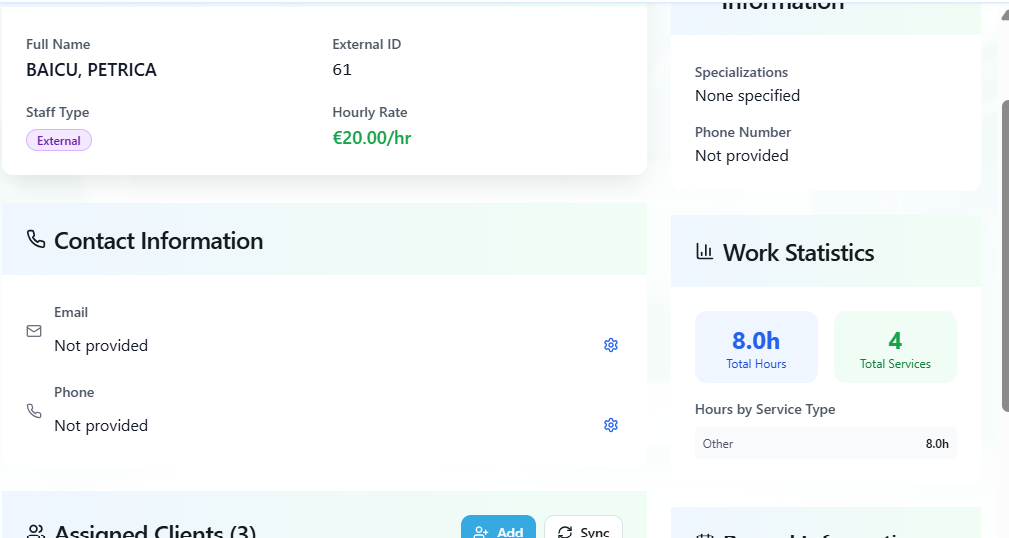 Information
Full Name
External ID
BAICU, PETRICA
61
Staff Type
Hourly Rate
External
€20.00/hr
Specializations
None specified
Phone Number
Not provided
Contact Information
Email
Not provided
Phone
Not provided
Work Statistics
8.0h
4
Total Hours
Total Services
Hours by Service Type
Other
8.0h
Assigned Clients (3)
Add
Sync